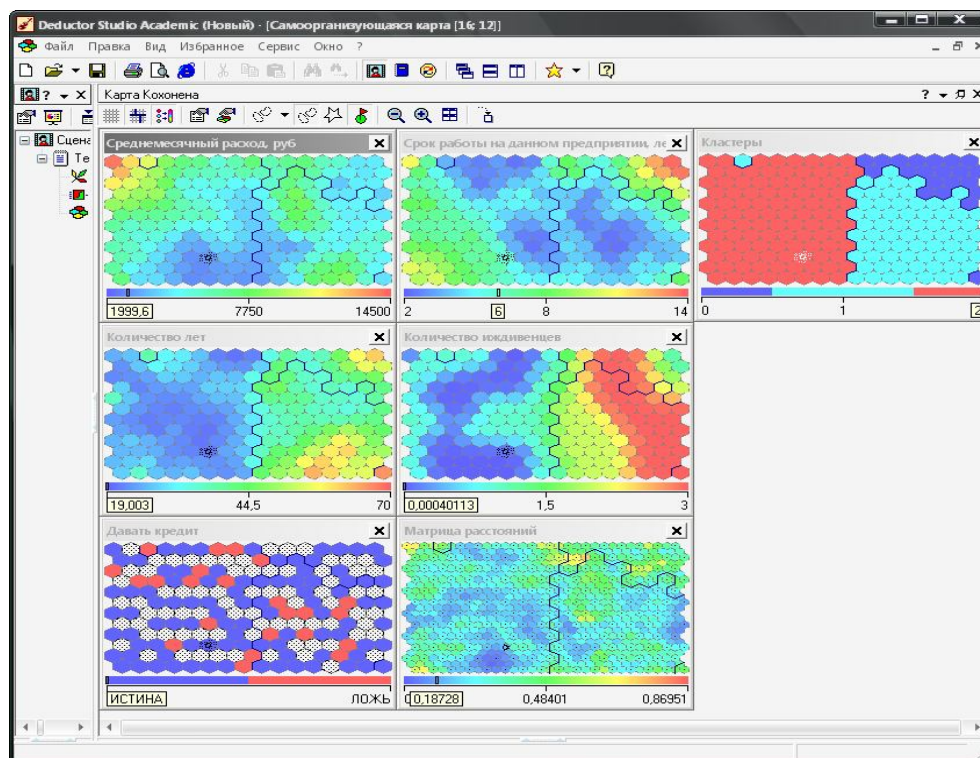 Deductor Studio Academic (Новый) - [Самоорганизующаяся карта [16; 12]]
Файл Правка Вид Избранное Сервис Окно ?
Карта Кохонена
Сцена
Те
Среднемесячный расход, руб
1999,6 7750 14500
Срок работы на данном предприятии, ле
2 6 8 14
Кластеры
0 1 2
Количество лет
19,003 44,5 70
Количество иждивенцев
0,00040113 1,5 3
Давать кредит
ИСТИНА ЛОЖЬ
Матрица расстояний
0,18728 0,48401 0,86951